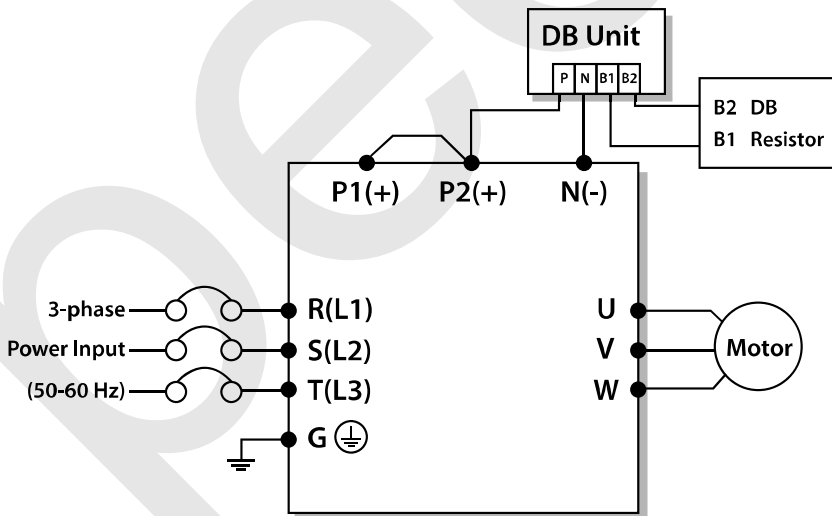 DB Unit
P N B1 B2
B2 DB
B1 Resistor
P1(+) P2(+) N(-)
3-phase R(L1) U
Power Input S(L2) V Motor
(50-60 Hz) T(L3) W
G